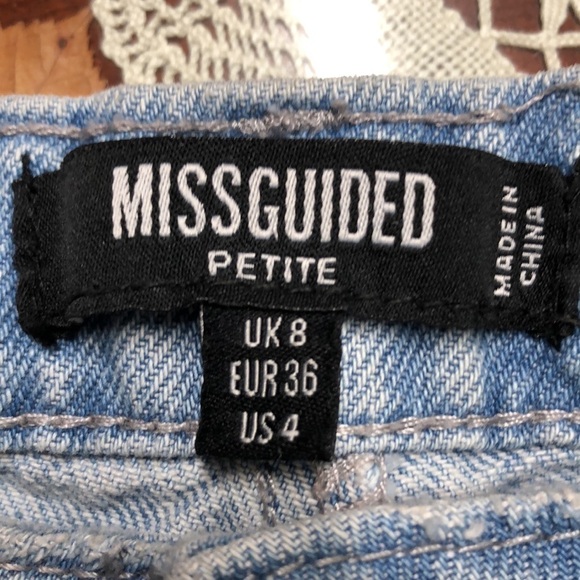 MISSGUIDED
PETITE
MADE IN
CHINA
UK 8
EUR 36
US 4